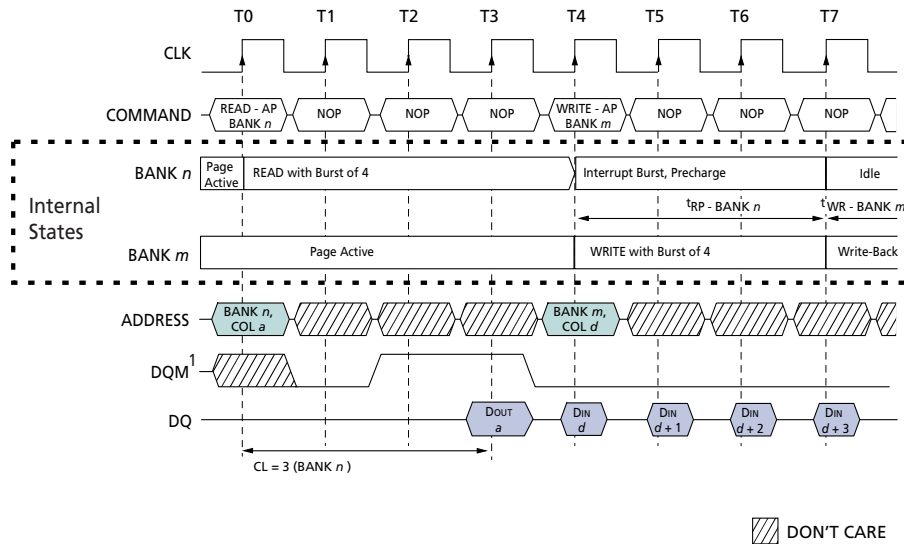 T0 T1 T2 T3 T4 T5 T6 T7
CLK
COMMAND
READ - AP BANK n
NOP
NOP
NOP
WRITE - AP BANK m
NOP
NOP
NOP
Internal States
BANK n
Page Active
READ with Burst of 4
Interrupt Burst, Precharge
Idle
tRP - BANK n
tWR - BANK m
BANK m
Page Active
WRITE with Burst of 4
Write-Back
ADDRESS
BANK n, COL a
BANK m, COL d
DQM1
DQ
DOUT a
DIN d
DIN d + 1
DIN d + 2
DIN d + 3
CL = 3 (BANK n )
DON'T CARE